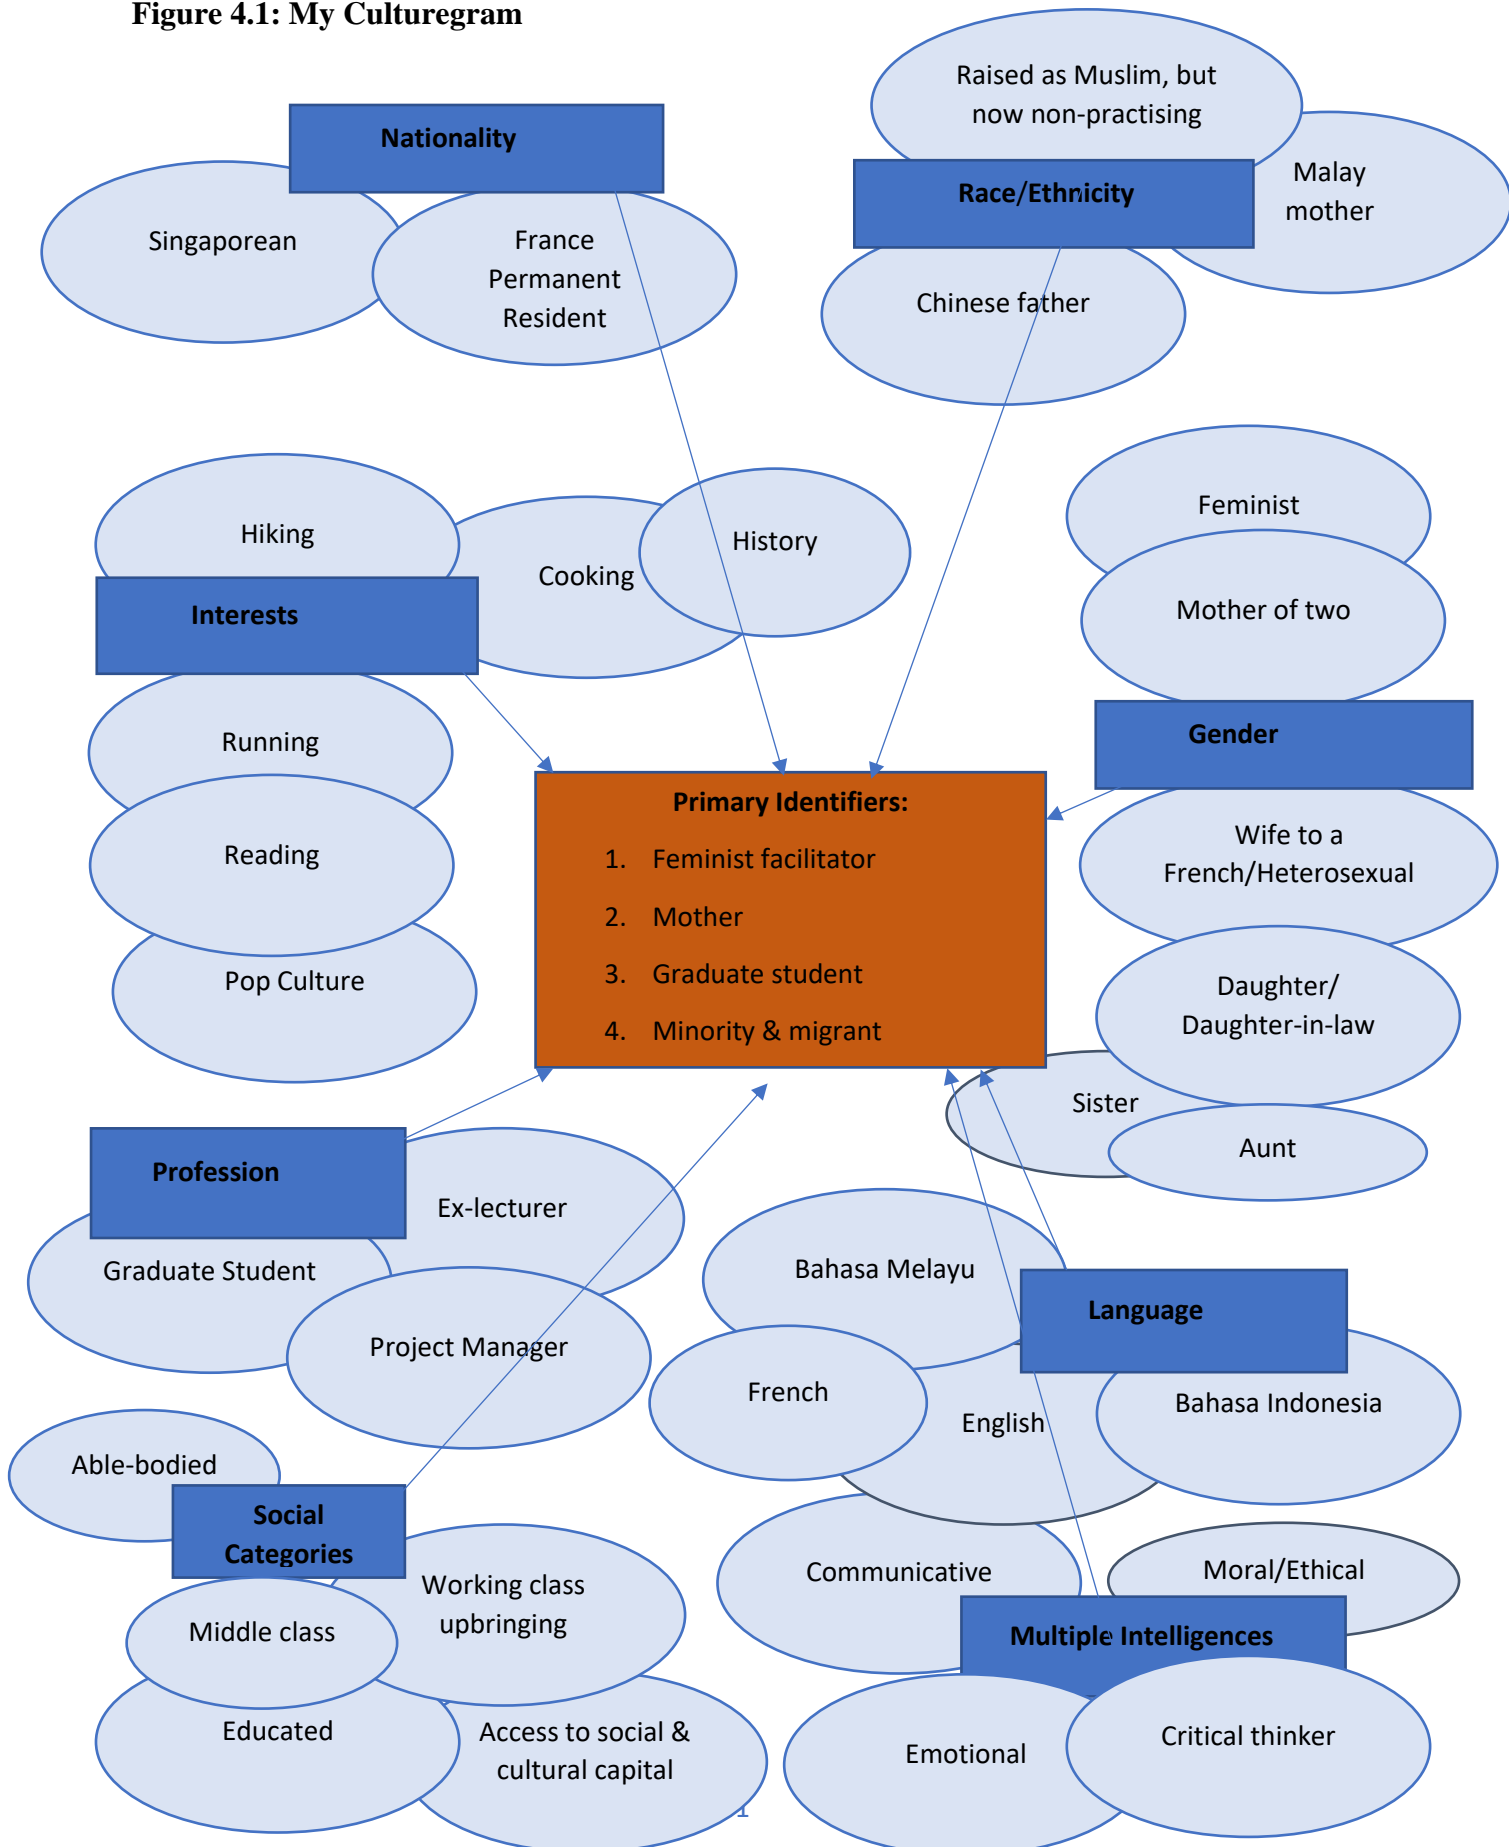 Figure 4.1: My Culturegram
Raised as Muslim, but
now non-practising
Nationality
Race/Ethnicity
Malay
mother
Singaporean
France
Permanent
Resident
Chinese father
Hiking
Cooking
History
Interests
Running
Reading
Pop Culture
Feminist
Mother of two
Gender
Wife to a
French/Heterosexual
Daughter/
Daughter-in-law
Sister
Aunt
Primary Identifiers:
1. Feminist facilitator
2. Mother
3. Graduate student
4. Minority & migrant
Profession
Ex-lecturer
Graduate Student
Project Manager
Bahasa Melayu
Language
French
English
Bahasa Indonesia
Able-bodied
Social
Categories
Working class
upbringing
Middle class
Educated
Access to social &
cultural capital
Communicative
Moral/Ethical
Multiple Intelligences
Emotional
Critical thinker
1